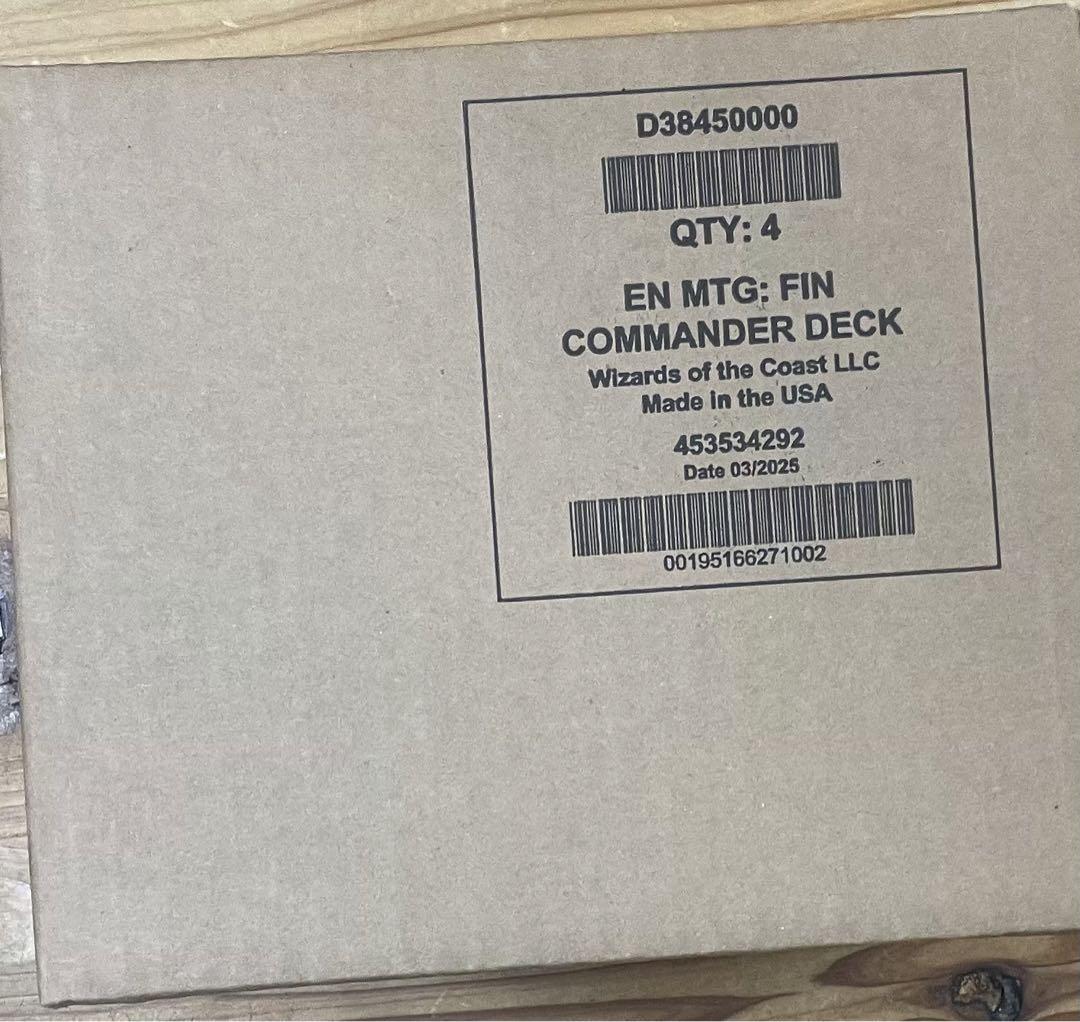 D38450000
QTY: 4
EN MTG: FIN
COMMANDER DECK
Wizards of the Coast LLC
Made in the USA
453534292
Date 03/2025
00195166271002